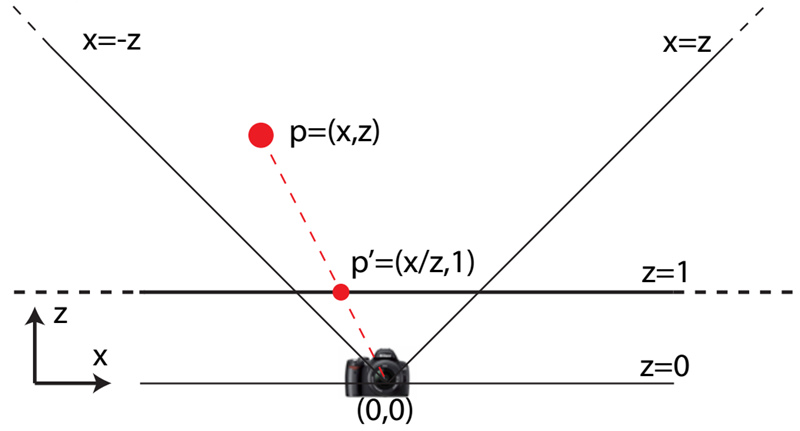 x=-z
x=z
p=(x,z)
p’=(x/z,1)
z=1
z
x
z=0
(0,0)